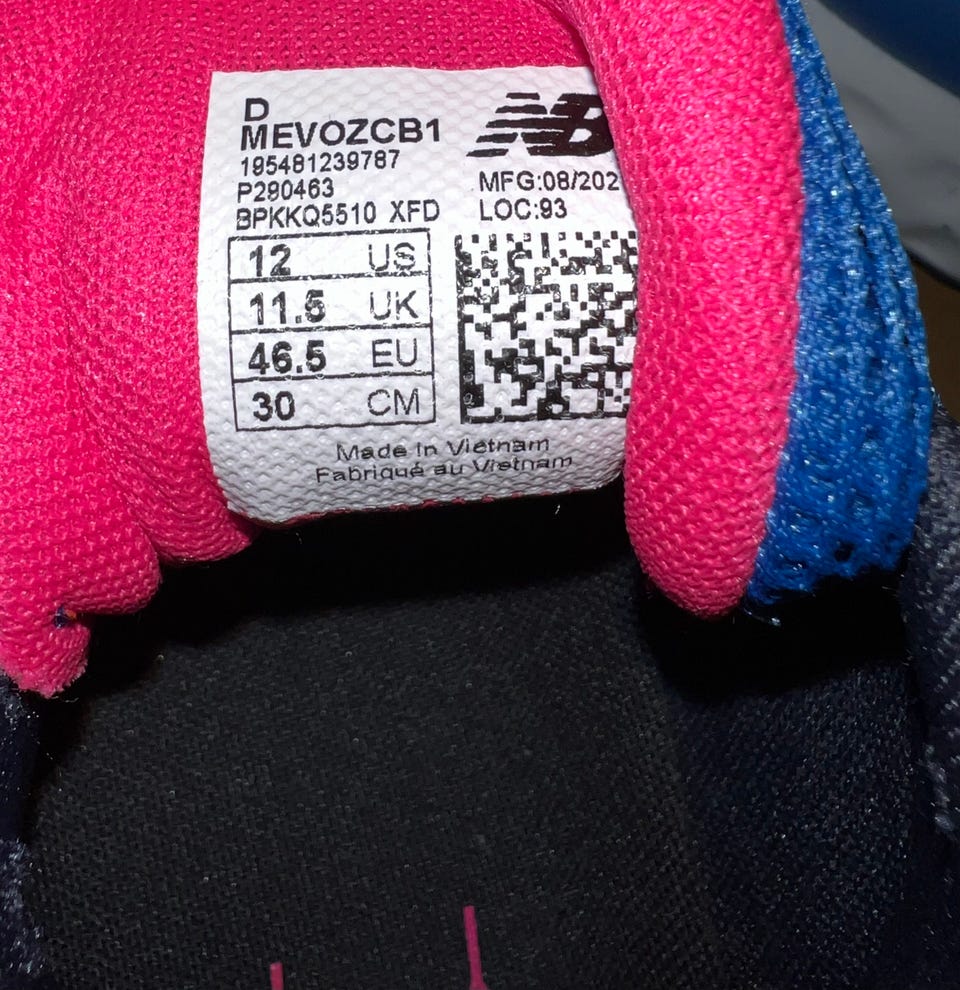 D
MEVOZCB1
195481239787
P290463
BPKKQ5510 XFD
NB
MFG:08/202
LOC:93
12 US
11.5 UK
46.5 EU
30 CM
Made in Vietnam
Fabriqué au Vietnam